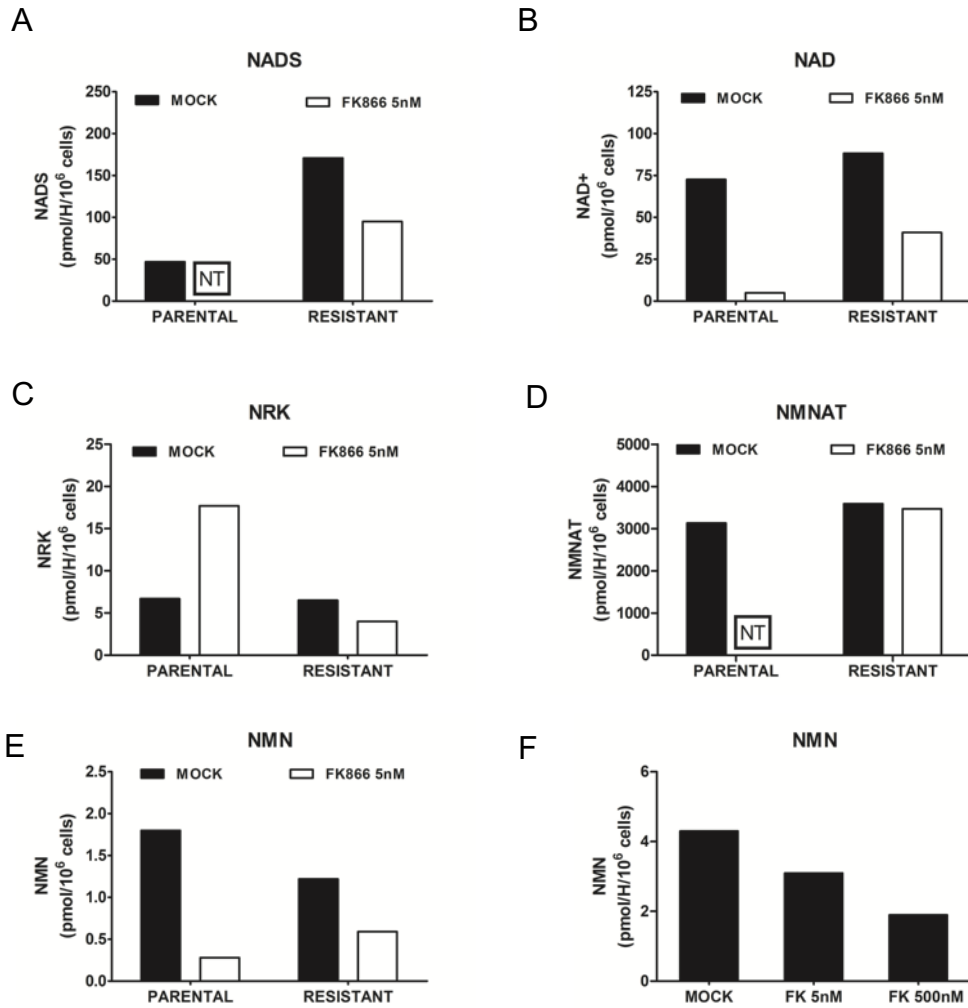 A
NADS
MOCK
FK866 5nM
NADS
(pmol/H/10⁶ cells)
250
200
150
100
50
0
NT
PARENTAL
RESISTANT
B
NAD
MOCK
FK866 5nM
NAD+
(pmol/10⁶ cells)
125
100
75
50
25
0
PARENTAL
RESISTANT
C
NRK
MOCK
FK866 5nM
NRK
(pmol/H/10⁶ cells)
25
20
15
10
5
0
PARENTAL
RESISTANT
D
NMNAT
MOCK
FK866 5nM
NMNAT
(pmol/H/10⁶ cells)
5000
4000
3000
2000
1000
0
NT
PARENTAL
RESISTANT
E
NMN
MOCK
FK866 5nM
NMN
(pmol/10⁶ cells)
2.5
2.0
1.5
1.0
0.5
0.0
PARENTAL
RESISTANT
F
NMN
NMN
(pmol/H/10⁶ cells)
6
4
2
0
MOCK
FK 5nM
FK 500nM